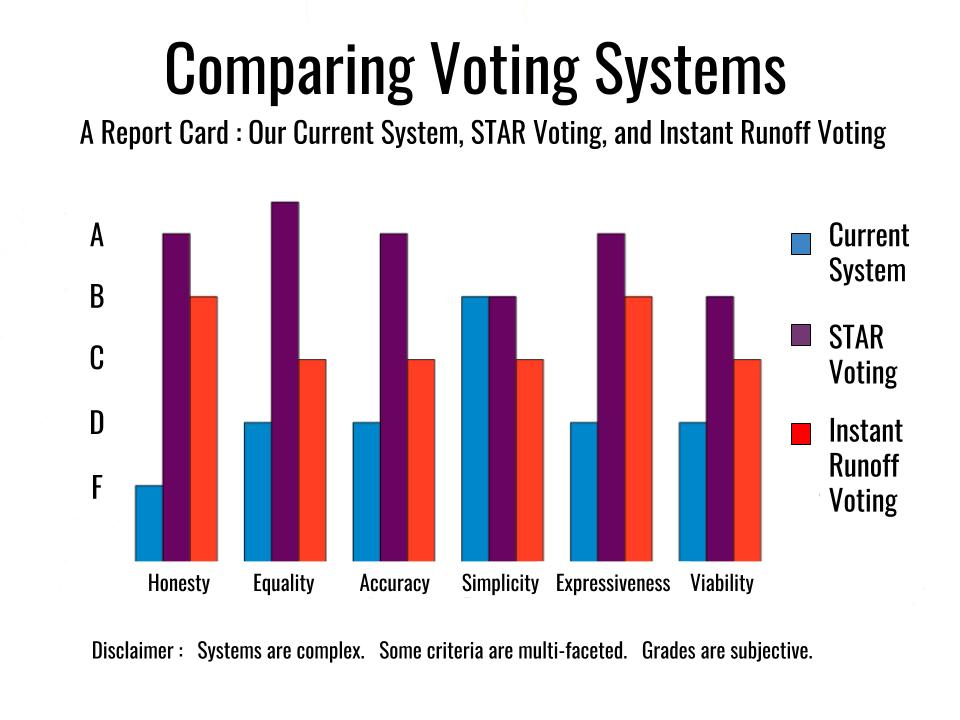 Comparing Voting Systems
A Report Card : Our Current System, STAR Voting, and Instant Runoff Voting
A
B
C
D
F
Current
System
STAR
Voting
Instant
Runoff
Voting
Honesty
Equality
Accuracy
Simplicity
Expressiveness
Viability
Disclaimer : Systems are complex. Some criteria are multi-faceted. Grades are subjective.